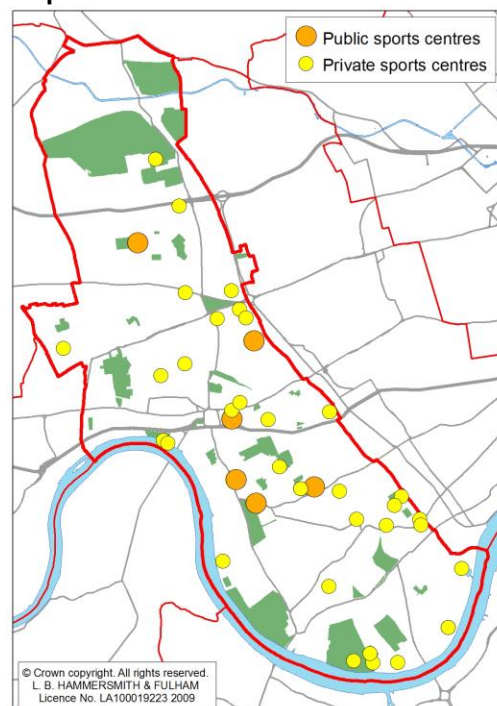 Public sports centres
Private sports centres
© Crown copyright. All rights reserved.
L. B. HAMMERSMITH & FULHAM
Licence No. LA100019223 2009